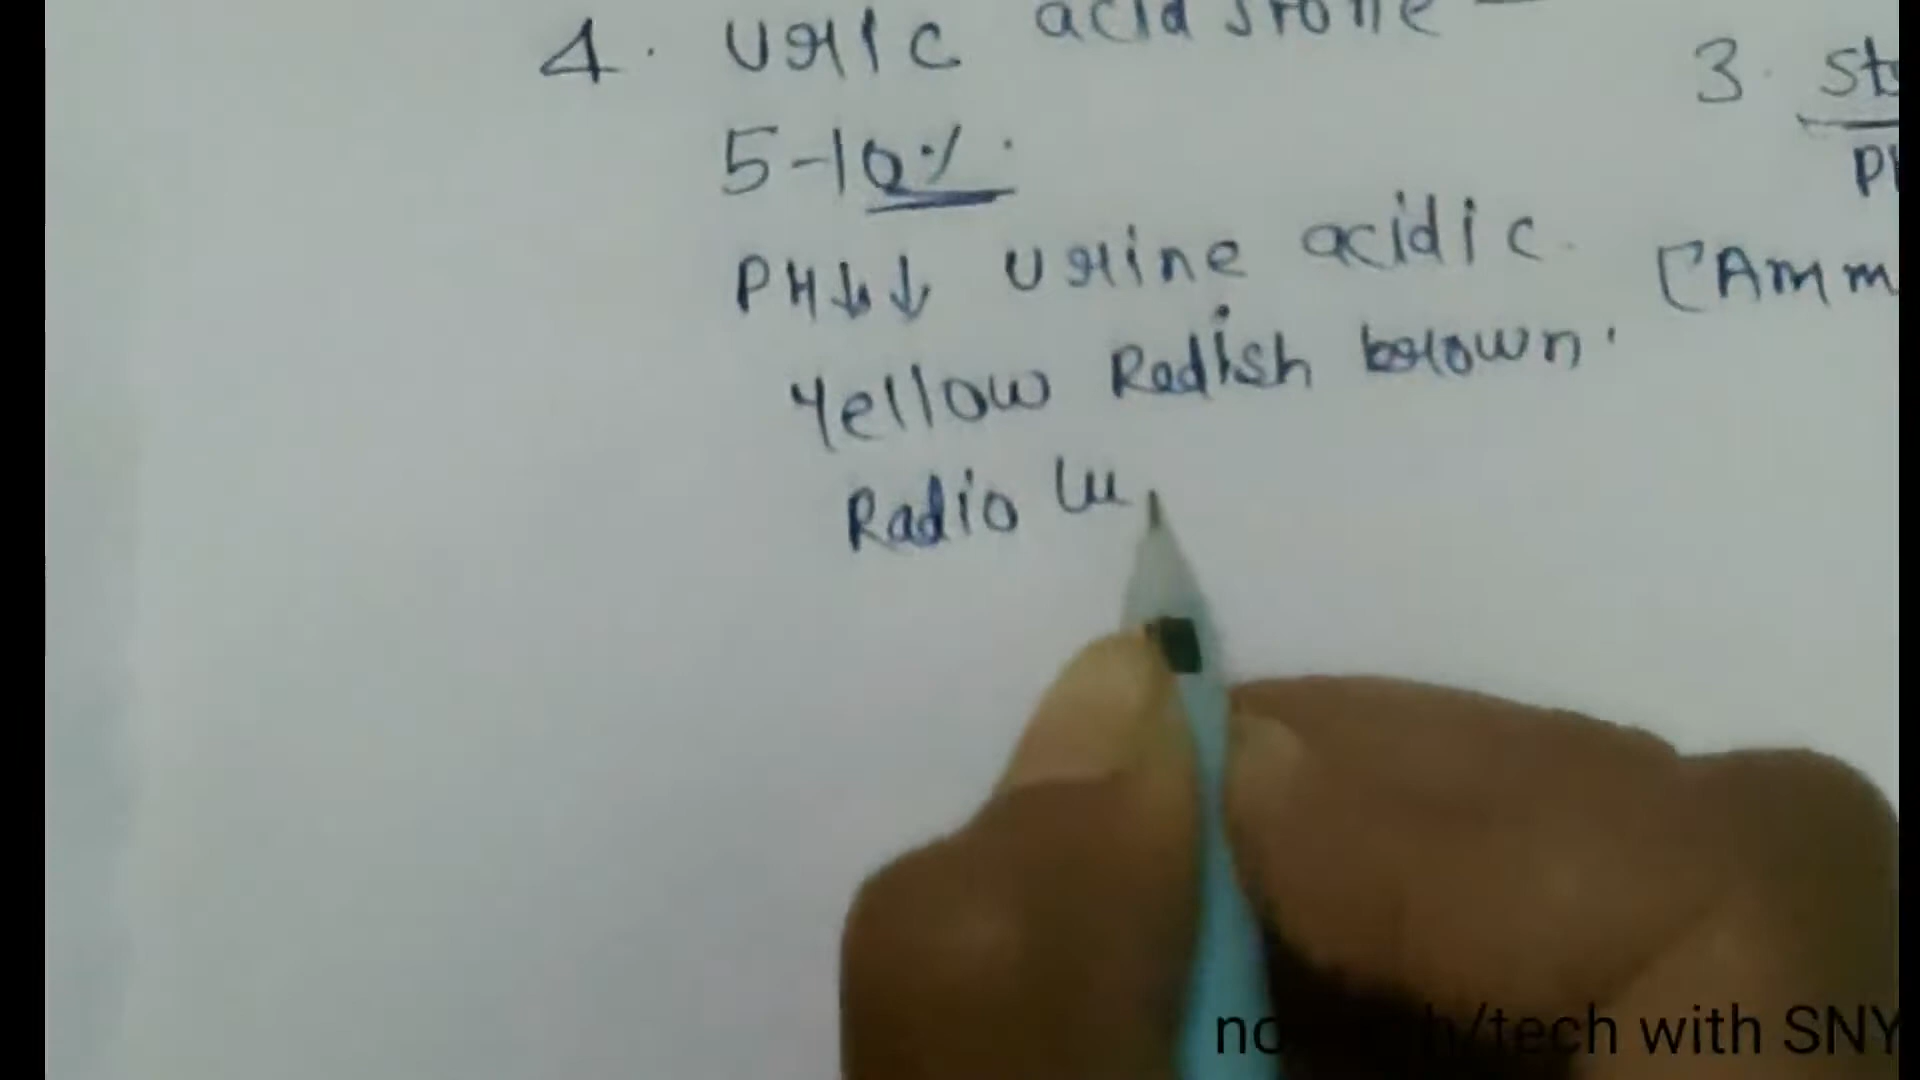 4. Uric acid stone
3. St
5-10%.
PH↓↓ Urine acidic.
PH
[Amm
Yellow Redish brown.
Radio Lu
tech with SNY